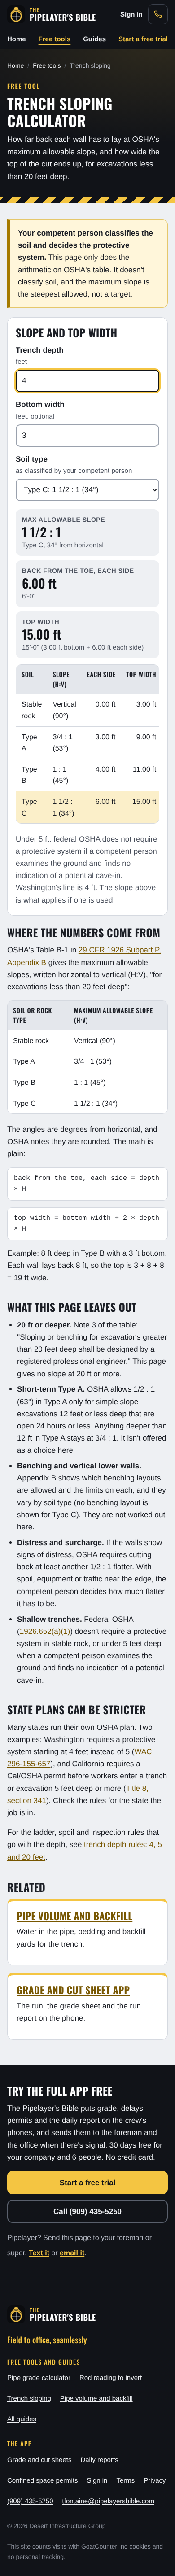 THE
PIPELAYER'S BIBLE
Sign in
Home Free tools Guides Start a free trial
Home / Free tools / Trench sloping
FREE TOOL
TRENCH SLOPING
CALCULATOR
How far back each wall has to lay at OSHA's
maximum allowable slope, and how wide the
top of the cut ends up, for excavations less
than 20 feet deep.
Your competent person classifies the
soil and decides the protective
system. This page only does the
arithmetic on OSHA's table. It doesn't
classify soil, and the maximum slope is
the steepest allowed, not a target.
SLOPE AND TOP WIDTH
Trench depth
feet
4
Bottom width
feet, optional
3
Soil type
as classified by your competent person
Type C: 1 1/2 : 1 (34°)
MAX ALLOWABLE SLOPE
1 1/2 : 1
Type C, 34° from horizontal
BACK FROM THE TOE, EACH SIDE
6.00 ft
6'-0"
TOP WIDTH
15.00 ft
15'-0" (3.00 ft bottom + 6.00 ft each side)
SOIL SLOPE (H:V) EACH SIDE TOP WIDTH
Stable rock Vertical (90°) 0.00 ft 3.00 ft
Type A 3/4 : 1 (53°) 3.00 ft 9.00 ft
Type B 1 : 1 (45°) 4.00 ft 11.00 ft
Type C 1 1/2 : 1 (34°) 6.00 ft 15.00 ft
Under 5 ft: federal OSHA does not require
a protective system if a competent person
examines the ground and finds no
indication of a potential cave-in.
Washington's line is 4 ft. The slope above
is what applies if one is used.
WHERE THE NUMBERS COME FROM
OSHA's Table B-1 in 29 CFR 1926 Subpart P,
Appendix B gives the maximum allowable
slopes, written horizontal to vertical (H:V), "for
excavations less than 20 feet deep":
SOIL OR ROCK TYPE MAXIMUM ALLOWABLE SLOPE (H:V)
Stable rock Vertical (90°)
Type A 3/4 : 1 (53°)
Type B 1 : 1 (45°)
Type C 1 1/2 : 1 (34°)
The angles are degrees from horizontal, and
OSHA notes they are rounded. The math is
plain:
back from the toe, each side = depth
× H
top width = bottom width + 2 × depth
× H
Example: 8 ft deep in Type B with a 3 ft bottom.
Each wall lays back 8 ft, so the top is 3 + 8 + 8
= 19 ft wide.
WHAT THIS PAGE LEAVES OUT
• 20 ft or deeper. Note 3 of the table:
"Sloping or benching for excavations greater
than 20 feet deep shall be designed by a
registered professional engineer." This page
gives no slope at 20 ft or more.
• Short-term Type A. OSHA allows 1/2 : 1
(63°) in Type A only for simple slope
excavations 12 feet or less deep that are
open 24 hours or less. Anything deeper than
12 ft in Type A stays at 3/4 : 1. It isn't offered
as a choice here.
• Benching and vertical lower walls.
Appendix B shows which benching layouts
are allowed and the limits on each, and they
vary by soil type (no benching layout is
shown for Type C). They are not worked out
here.
• Distress and surcharge. If the walls show
signs of distress, OSHA requires cutting
back at least another 1/2 : 1 flatter. With
spoil, equipment or traffic near the edge, the
competent person decides how much flatter
it has to be.
• Shallow trenches. Federal OSHA
(1926.652(a)(1)) doesn't require a protective
system in stable rock, or under 5 feet deep
when a competent person examines the
ground and finds no indication of a potential
cave-in.
STATE PLANS CAN BE STRICTER
Many states run their own OSHA plan. Two
examples: Washington requires a protective
system starting at 4 feet instead of 5 (WAC
296-155-657), and California requires a
Cal/OSHA permit before workers enter a trench
or excavation 5 feet deep or more (Title 8,
section 341). Check the rules for the state the
job is in.
For the ladder, spoil and inspection rules that
go with the depth, see trench depth rules: 4, 5
and 20 feet.
RELATED
PIPE VOLUME AND BACKFILL
Water in the pipe, bedding and backfill
yards for the trench.
GRADE AND CUT SHEET APP
The run, the grade sheet and the run
report on the phone.
TRY THE FULL APP FREE
The Pipelayer's Bible puts grade, delays,
permits and the daily report on the crew's
phones, and sends them to the foreman and
the office when there's signal. 30 days free for
your company and 6 people. No credit card.
Start a free trial
Call (909) 435-5250
Pipelayer? Send this page to your foreman or
super. Text it or email it.
THE
PIPELAYER'S BIBLE
Field to office, seamlessly
FREE TOOLS AND GUIDES
Pipe grade calculator Rod reading to invert
Trench sloping Pipe volume and backfill
All guides
THE APP
Grade and cut sheets Daily reports
Confined space permits Sign in Terms Privacy
(909) 435-5250 tfontaine@pipelayersbible.com
© 2026 Desert Infrastructure Group
This site counts visits with GoatCounter: no cookies and
no personal tracking.